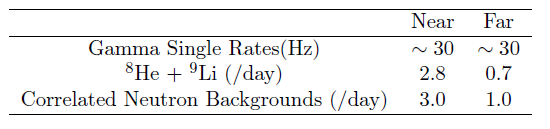 Near Far
Gamma Single Rates(Hz) ∼ 30 ∼ 30
⁸He + ⁹Li (/day) 2.8 0.7
Correlated Neutron Backgrounds (/day) 3.0 1.0